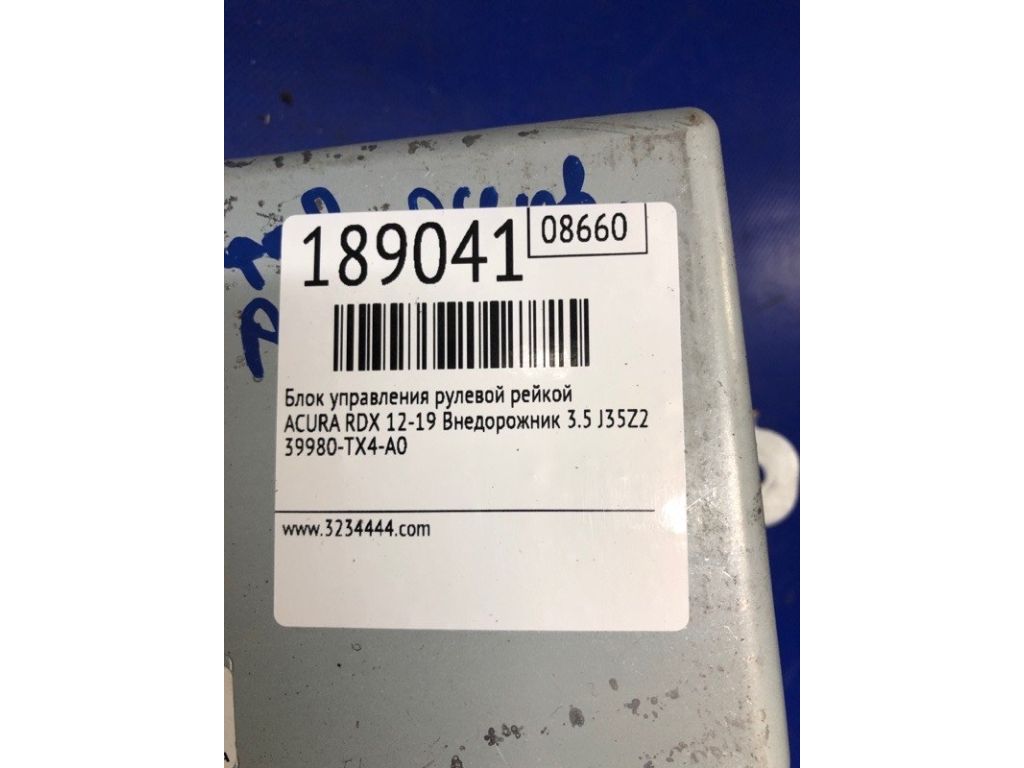 189041
08660
Блок управления рулевой рейкой
ACURA RDX 12-19 Внедорожник 3.5 J35Z2
39980-TX4-A0
www.3234444.com